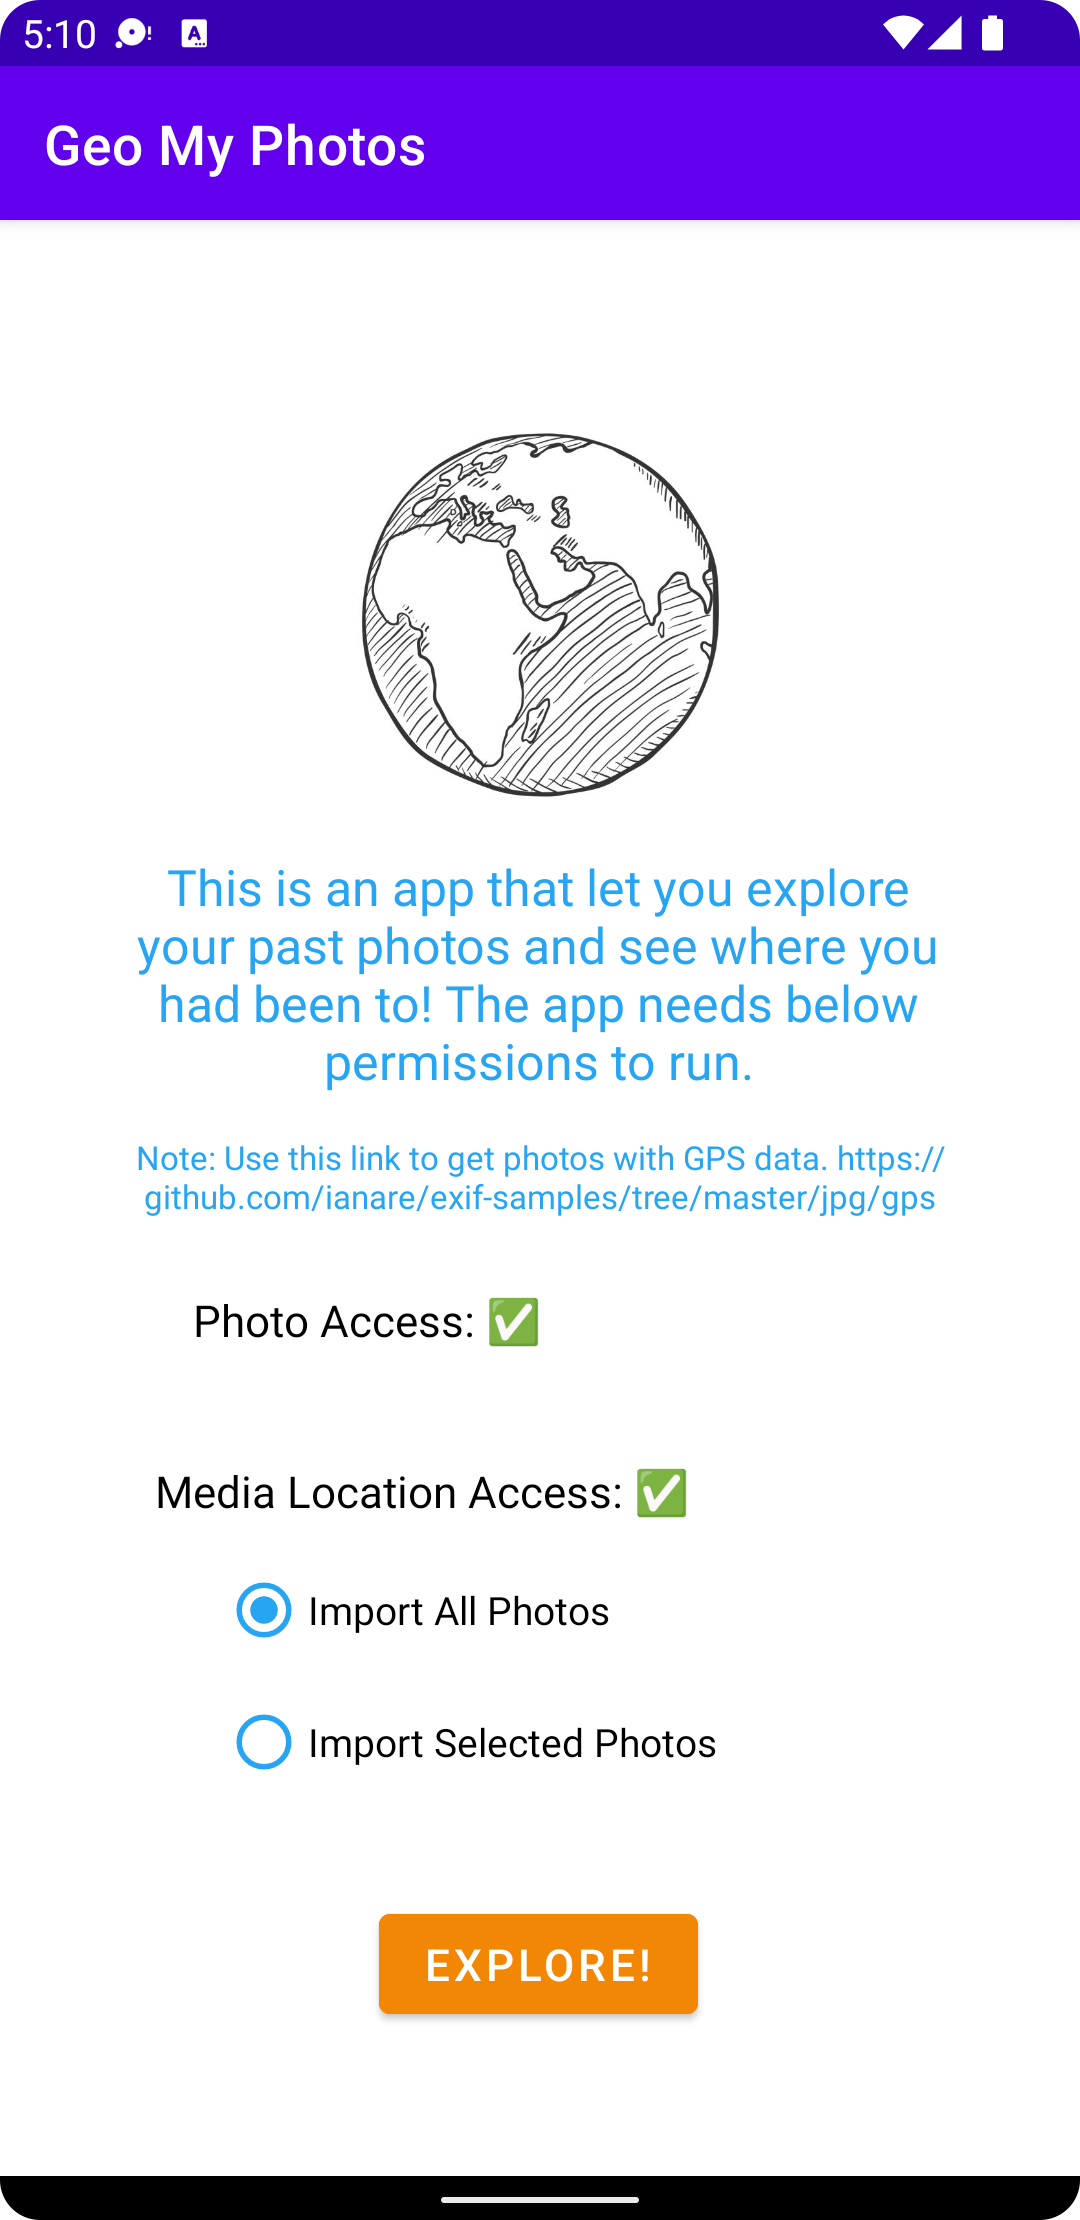 5:10
Geo My Photos
This is an app that let you explore
your past photos and see where you
had been to! The app needs below
permissions to run.
Note: Use this link to get photos with GPS data. https://
github.com/ianare/exif-samples/tree/master/jpg/gps
Photo Access: ✅
Media Location Access: ✅
Import All Photos
Import Selected Photos
EXPLORE!